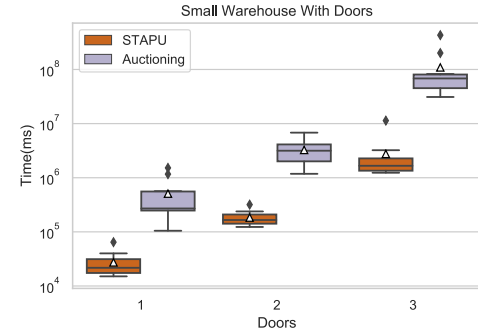 Small Warehouse With Doors
STAPU
Auctioning
Time(ms)
10^8
10^7
10^6
10^5
10^4
1 2 3
Doors